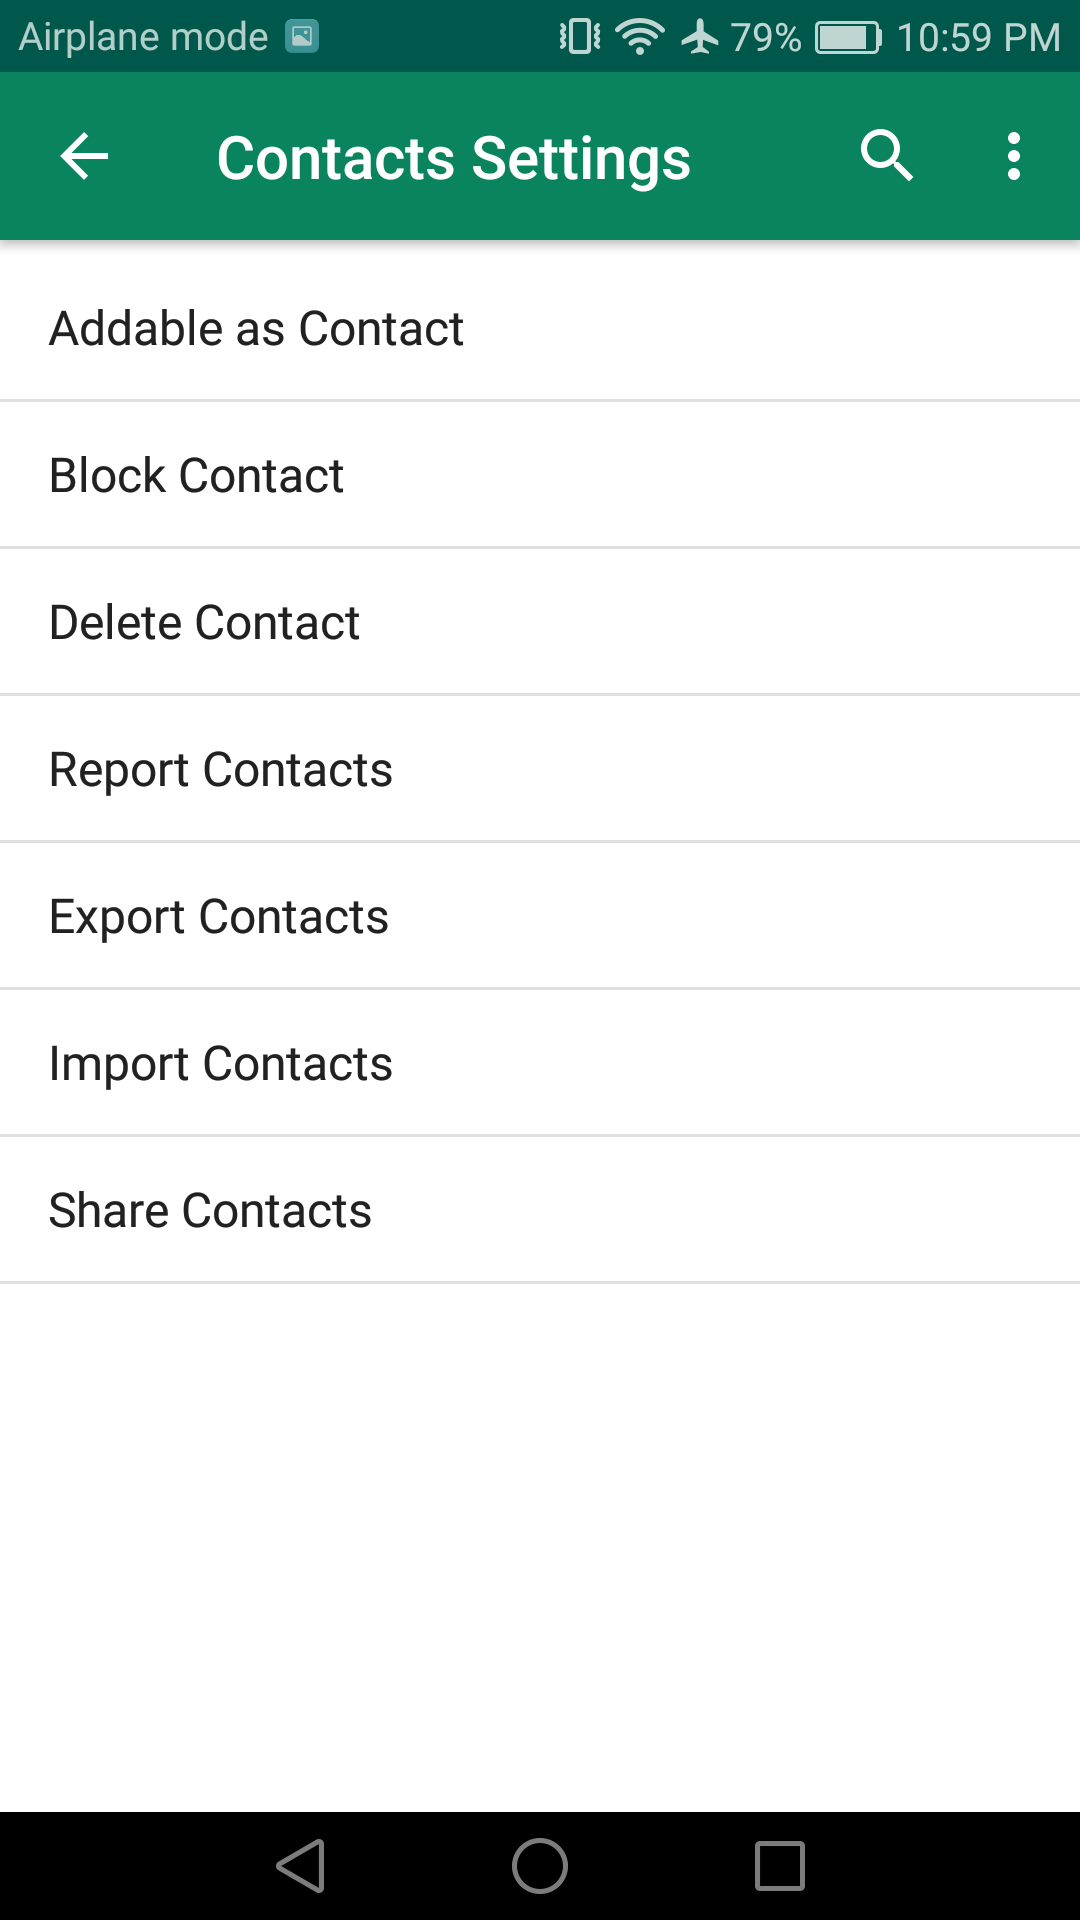 Airplane mode 79% 10:59 PM
Contacts Settings
Addable as Contact
Block Contact
Delete Contact
Report Contacts
Export Contacts
Import Contacts
Share Contacts